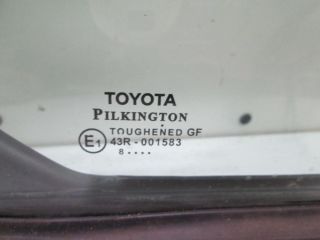 TOYOTA
PILKINGTON
TOUGHENED GF
E1 43R-001583
8 ....